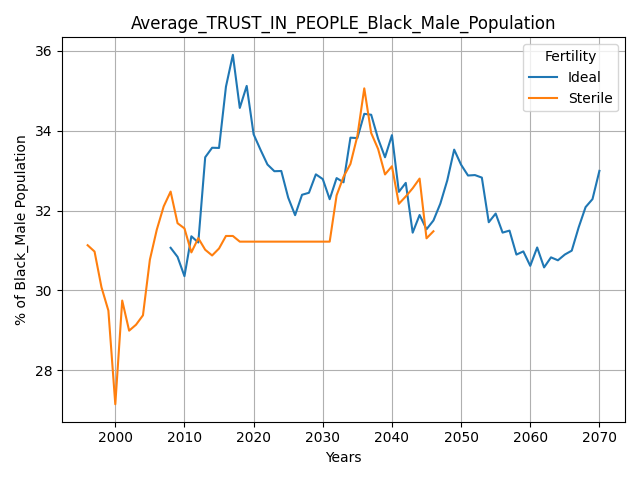 Average_TRUST_IN_PEOPLE_Black_Male_Population
36
34
32
30
28
% of Black_Male Population
Fertility
Ideal
Sterile
2000 2010 2020 2030 2040 2050 2060 2070
Years